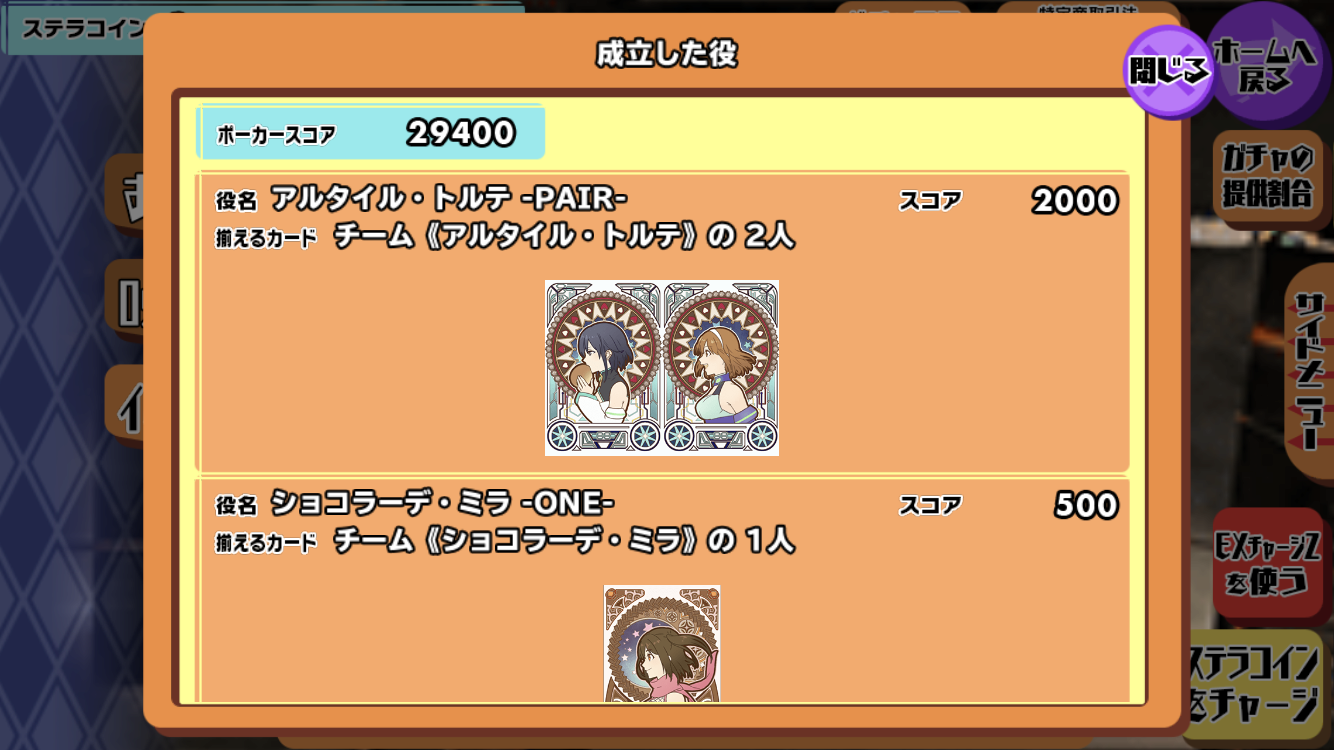 ステラコイン
特定商取引法
成立した役
閉じる
ホームへ
戻る
ポーカースコア 29400
ガチャの
提供割合
役名 アルタイル・トルテ -PAIR- スコア 2000
揃えるカード チーム《アルタイル・トルテ》の 2人
サイドメニュー
役名 ショコラーデ・ミラ -ONE- スコア 500
揃えるカード チーム《ショコラーデ・ミラ》の 1人
EXチャージZ
を使う
ステラコイン
をチャージ